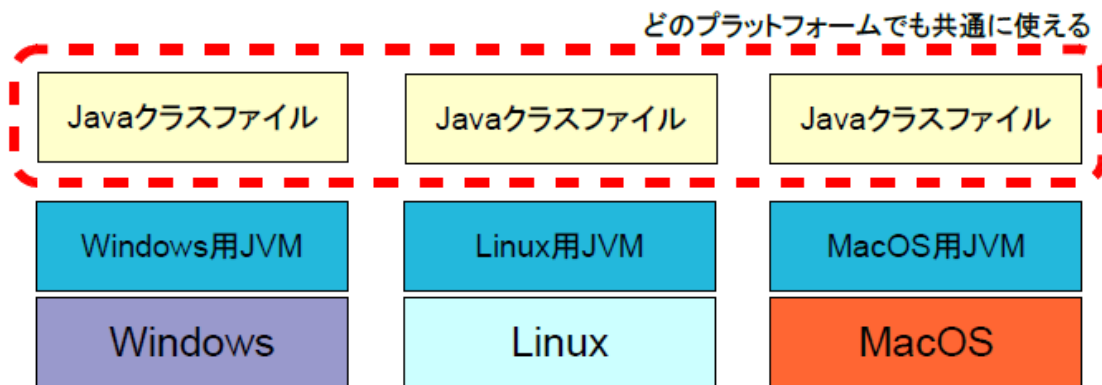 どのプラットフォームでも共通に使える
Javaクラスファイル
Javaクラスファイル
Javaクラスファイル
Windows用JVM
Linux用JVM
MacOS用JVM
Windows
Linux
MacOS